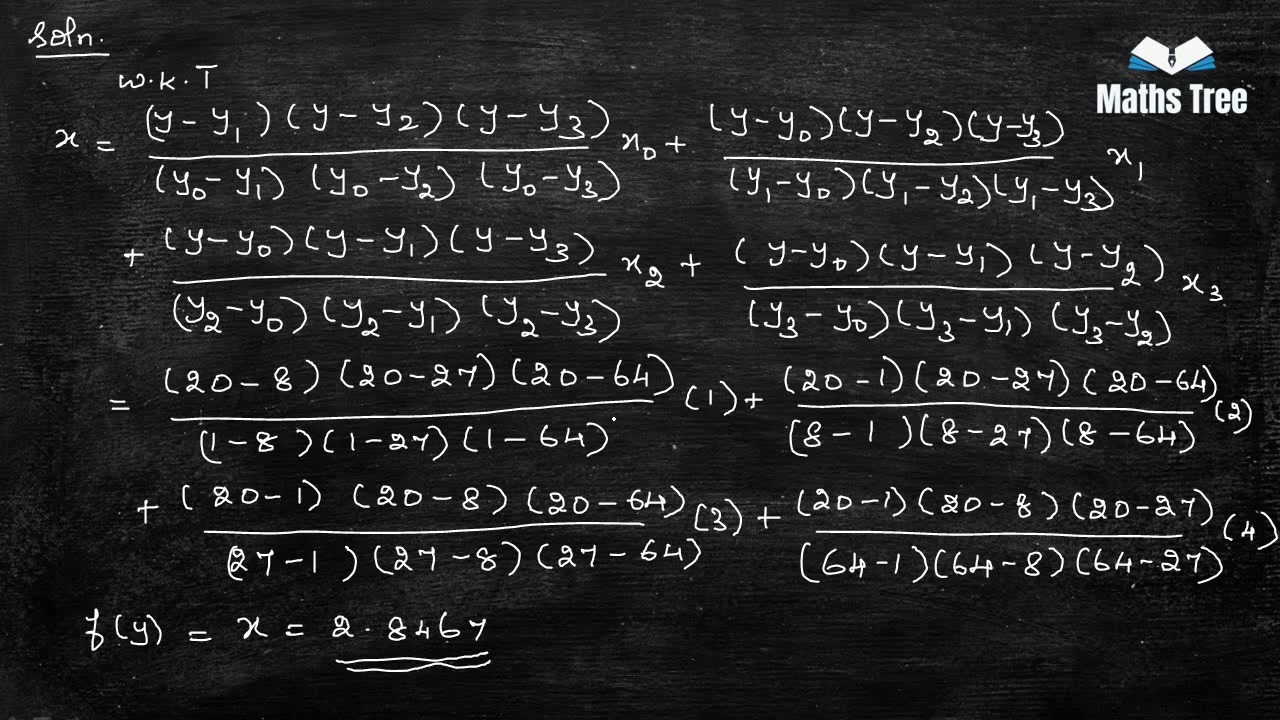 Soln.
Maths Tree
W.K.T
x = (y - y₁)(y - y₂)(y - y₃) / (y₀ - y₁)(y₀ - y₂)(y₀ - y₃) x₀ + (y - y₀)(y - y₂)(y - y₃) / (y₁ - y₀)(y₁ - y₂)(y₁ - y₃) x₁
+ (y - y₀)(y - y₁)(y - y₃) / (y₂ - y₀)(y₂ - y₁)(y₂ - y₃) x₂ + (y - y₀)(y - y₁)(y - y₂) / (y₃ - y₀)(y₃ - y₁)(y₃ - y₂) x₃
= (20 - 8)(20 - 27)(20 - 64) / (1 - 8)(1 - 27)(1 - 64) (1) + (20 - 1)(20 - 27)(20 - 64) / (8 - 1)(8 - 27)(8 - 64) (2)
+ (20 - 1)(20 - 8)(20 - 64) / (27 - 1)(27 - 8)(27 - 64) (3) + (20 - 1)(20 - 8)(20 - 27) / (64 - 1)(64 - 8)(64 - 27) (4)
f(y) = x = 2.8467